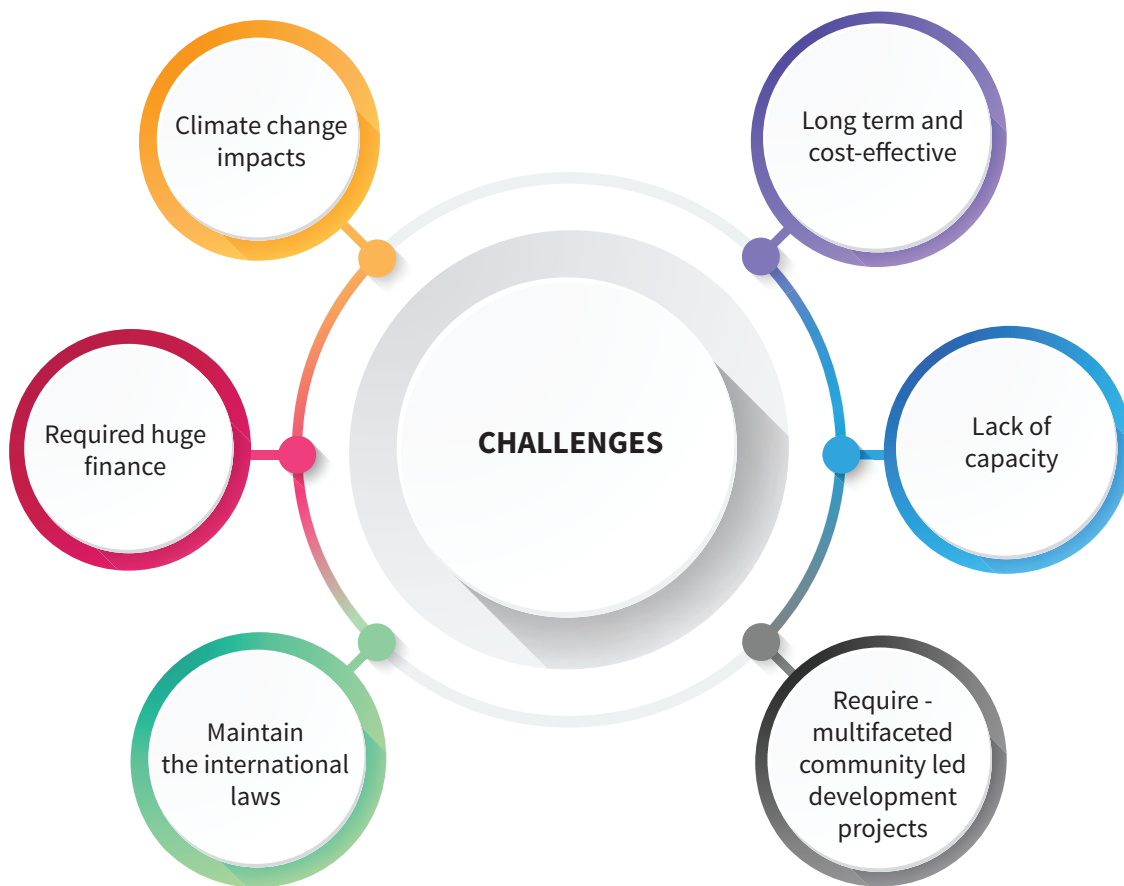 Climate change
impacts
Long term and
cost-effective
Required huge
finance
CHALLENGES
Lack of
capacity
Maintain
the international
laws
Require -
multifaceted
community led
development
projects